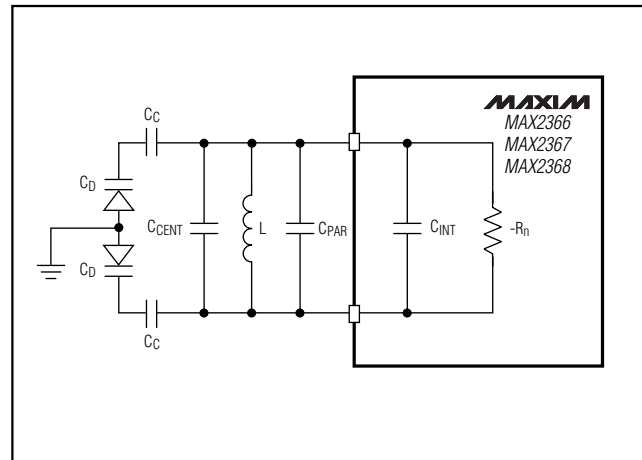 MAXIM
MAX2366
MAX2367
MAX2368
CC
CD
CCENT
L
CPAR
CINT
-Rn
CD
CC